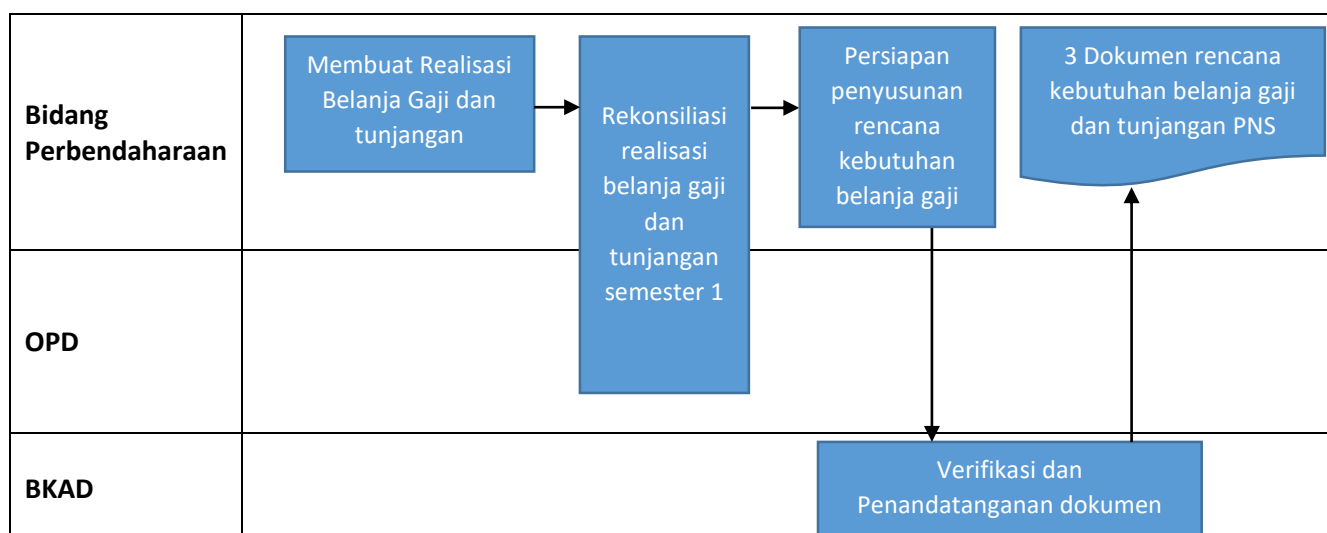 Bidang
Perbendaharaan
Membuat Realisasi
Belanja Gaji dan
tunjangan
Rekonsiliasi
realisasi
belanja gaji
dan
tunjangan
semester 1
Persiapan
penyusunan
rencana
kebutuhan
belanja gaji
3 Dokumen rencana
kebutuhan belanja gaji
dan tunjangan PNS
OPD
BKAD
Verifikasi dan
Penandatanganan dokumen